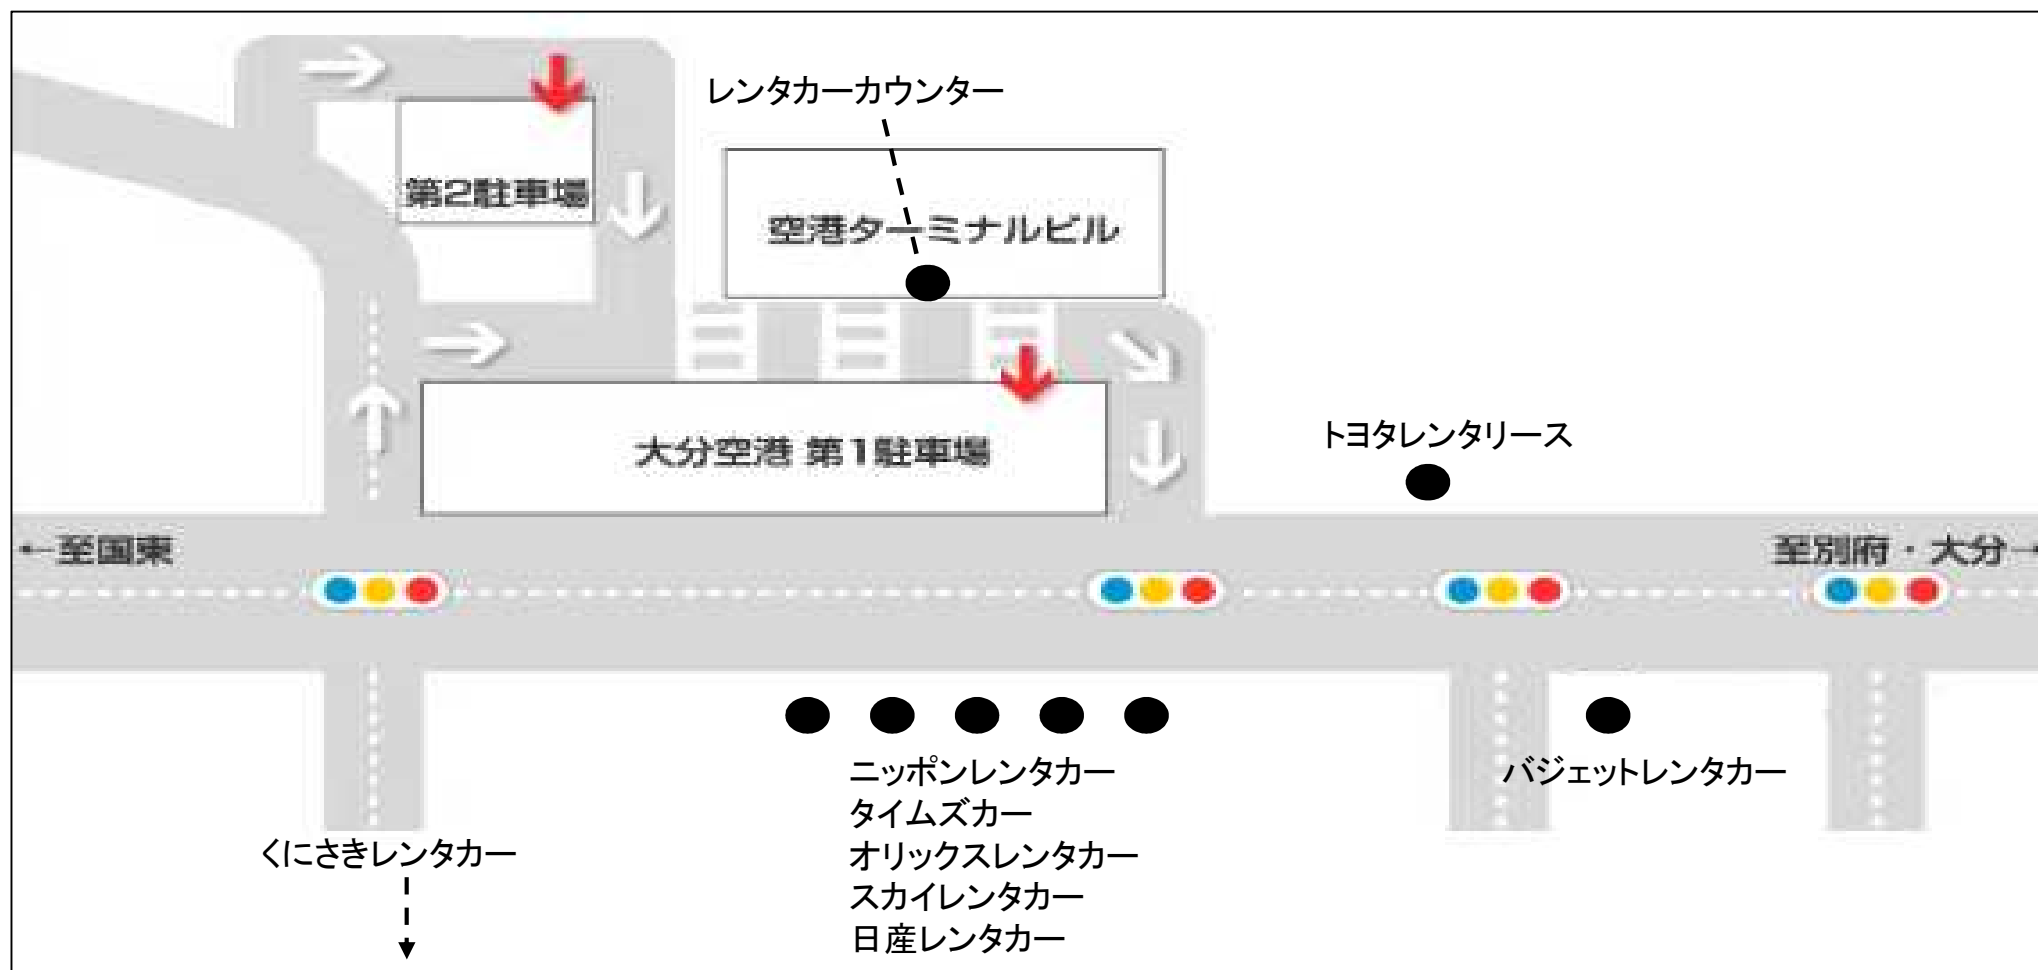 レンタカーカウンター
第2駐車場
空港ターミナルビル
大分空港 第1駐車場
トヨタレンタリース
←至国東
至別府・大分→
ニッポンレンタカー
タイムズカー
オリックスレンタカー
スカイレンタカー
日産レンタカー
バジェットレンタカー
くにさきレンタカー